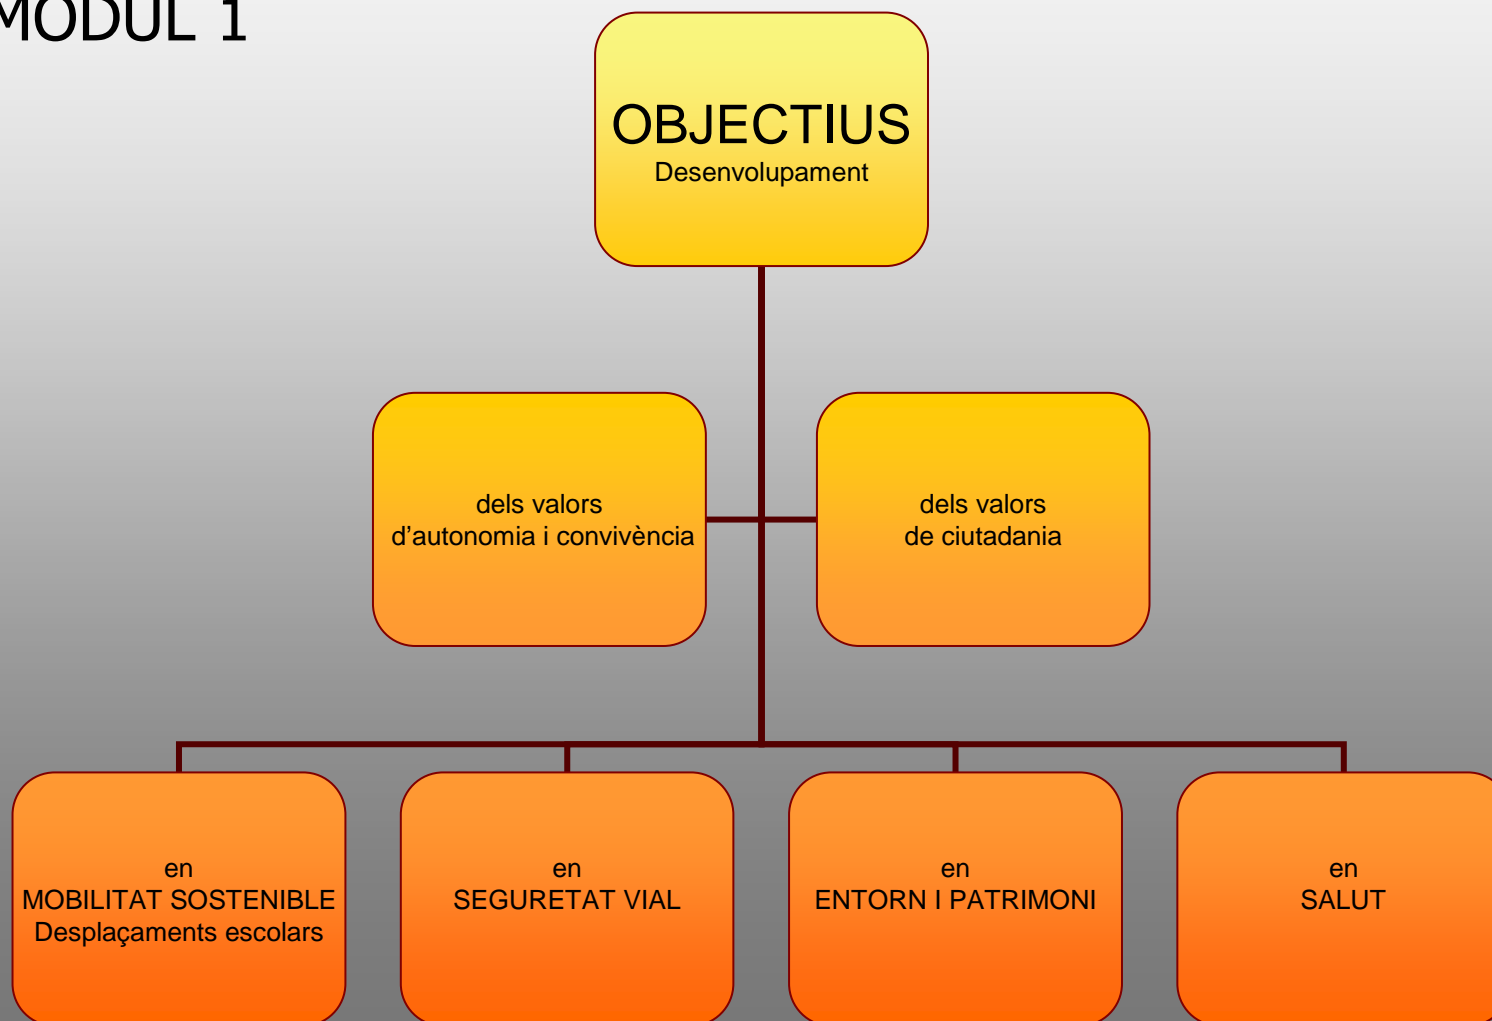 MÒDUL 1
OBJECTIUS
Desenvolupament
dels valors
d’autonomia i convivència
dels valors
de ciutadania
en
MOBILITAT SOSTENIBLE
Desplaçaments escolars
en
SEGURETAT VIAL
en
ENTORN I PATRIMONI
en
SALUT